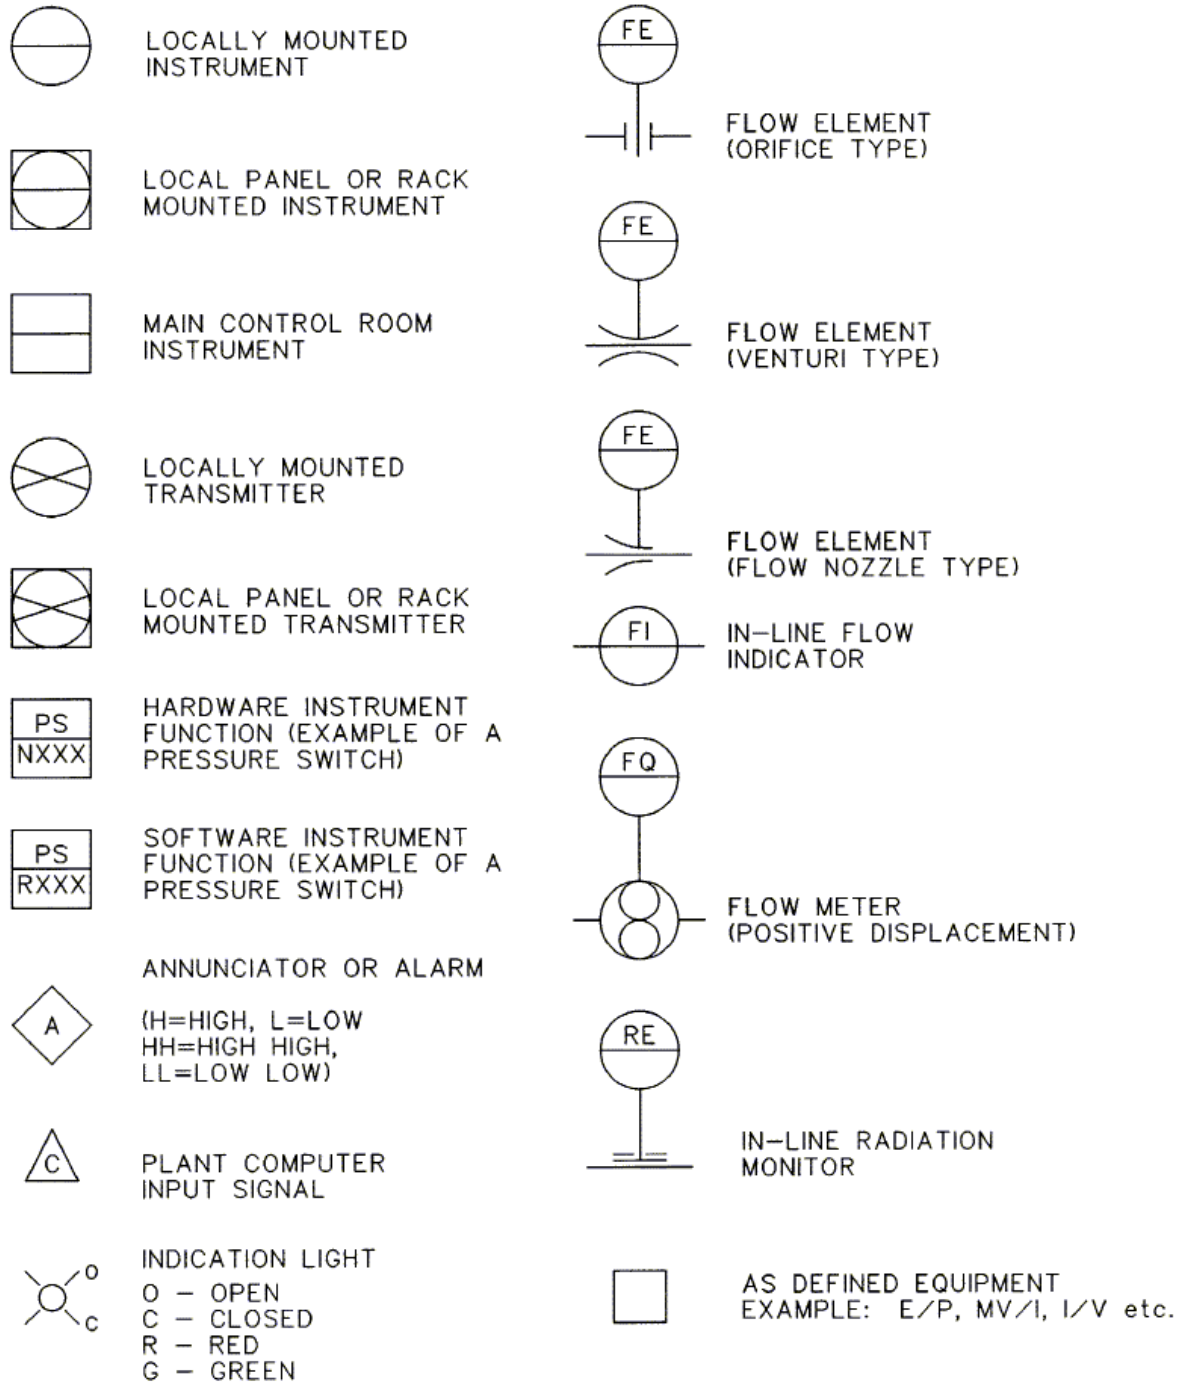 LOCALLY MOUNTED
INSTRUMENT
LOCAL PANEL OR RACK
MOUNTED INSTRUMENT
MAIN CONTROL ROOM
INSTRUMENT
LOCALLY MOUNTED
TRANSMITTER
LOCAL PANEL OR RACK
MOUNTED TRANSMITTER
PS
NXXX
HARDWARE INSTRUMENT
FUNCTION (EXAMPLE OF A
PRESSURE SWITCH)
PS
RXXX
SOFTWARE INSTRUMENT
FUNCTION (EXAMPLE OF A
PRESSURE SWITCH)
A
ANNUNCIATOR OR ALARM
(H=HIGH, L=LOW
HH=HIGH HIGH,
LL=LOW LOW)
C
PLANT COMPUTER
INPUT SIGNAL
O
C
INDICATION LIGHT
O – OPEN
C – CLOSED
R – RED
G – GREEN
FE
FLOW ELEMENT
(ORIFICE TYPE)
FE
FLOW ELEMENT
(VENTURI TYPE)
FE
FLOW ELEMENT
(FLOW NOZZLE TYPE)
FI
IN–LINE FLOW
INDICATOR
FQ
FLOW METER
(POSITIVE DISPLACEMENT)
RE
IN–LINE RADIATION
MONITOR
AS DEFINED EQUIPMENT
EXAMPLE: E/P, MV/I, I/V etc.